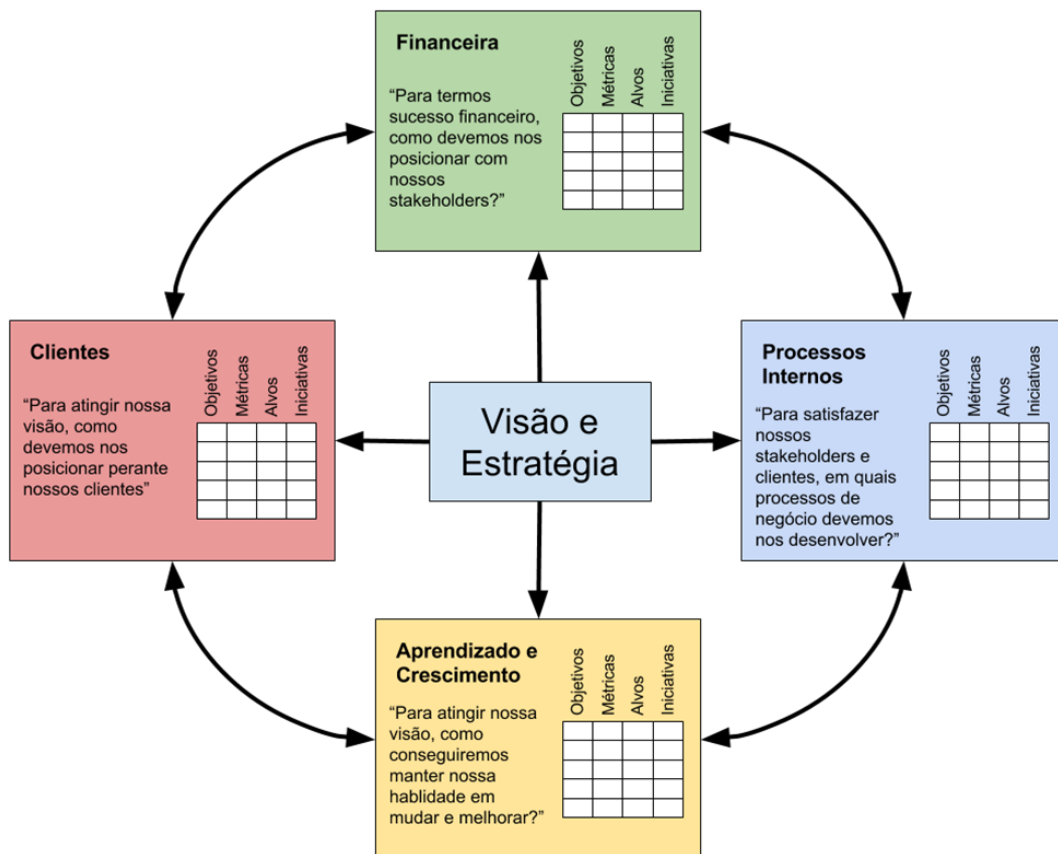 Financeira
Objetivos
Métricas
Alvos
Iniciativas
“Para termos
sucesso financeiro,
como devemos nos
posicionar com
nossos
stakeholders?”
Clientes
Objetivos
Métricas
Alvos
Iniciativas
“Para atingir nossa
visão, como
devemos nos
posicionar perante
nossos clientes”
Visão e
Estratégia
Processos
Internos
Objetivos
Métricas
Alvos
Iniciativas
“Para satisfazer
nossos
stakeholders e
clientes, em quais
processos de
negócio devemos
nos desenvolver?”
Aprendizado e
Crescimento
Objetivos
Métricas
Alvos
Iniciativas
“Para atingir nossa
visão, como
conseguiremos
manter nossa
hablidade em
mudar e melhorar?”